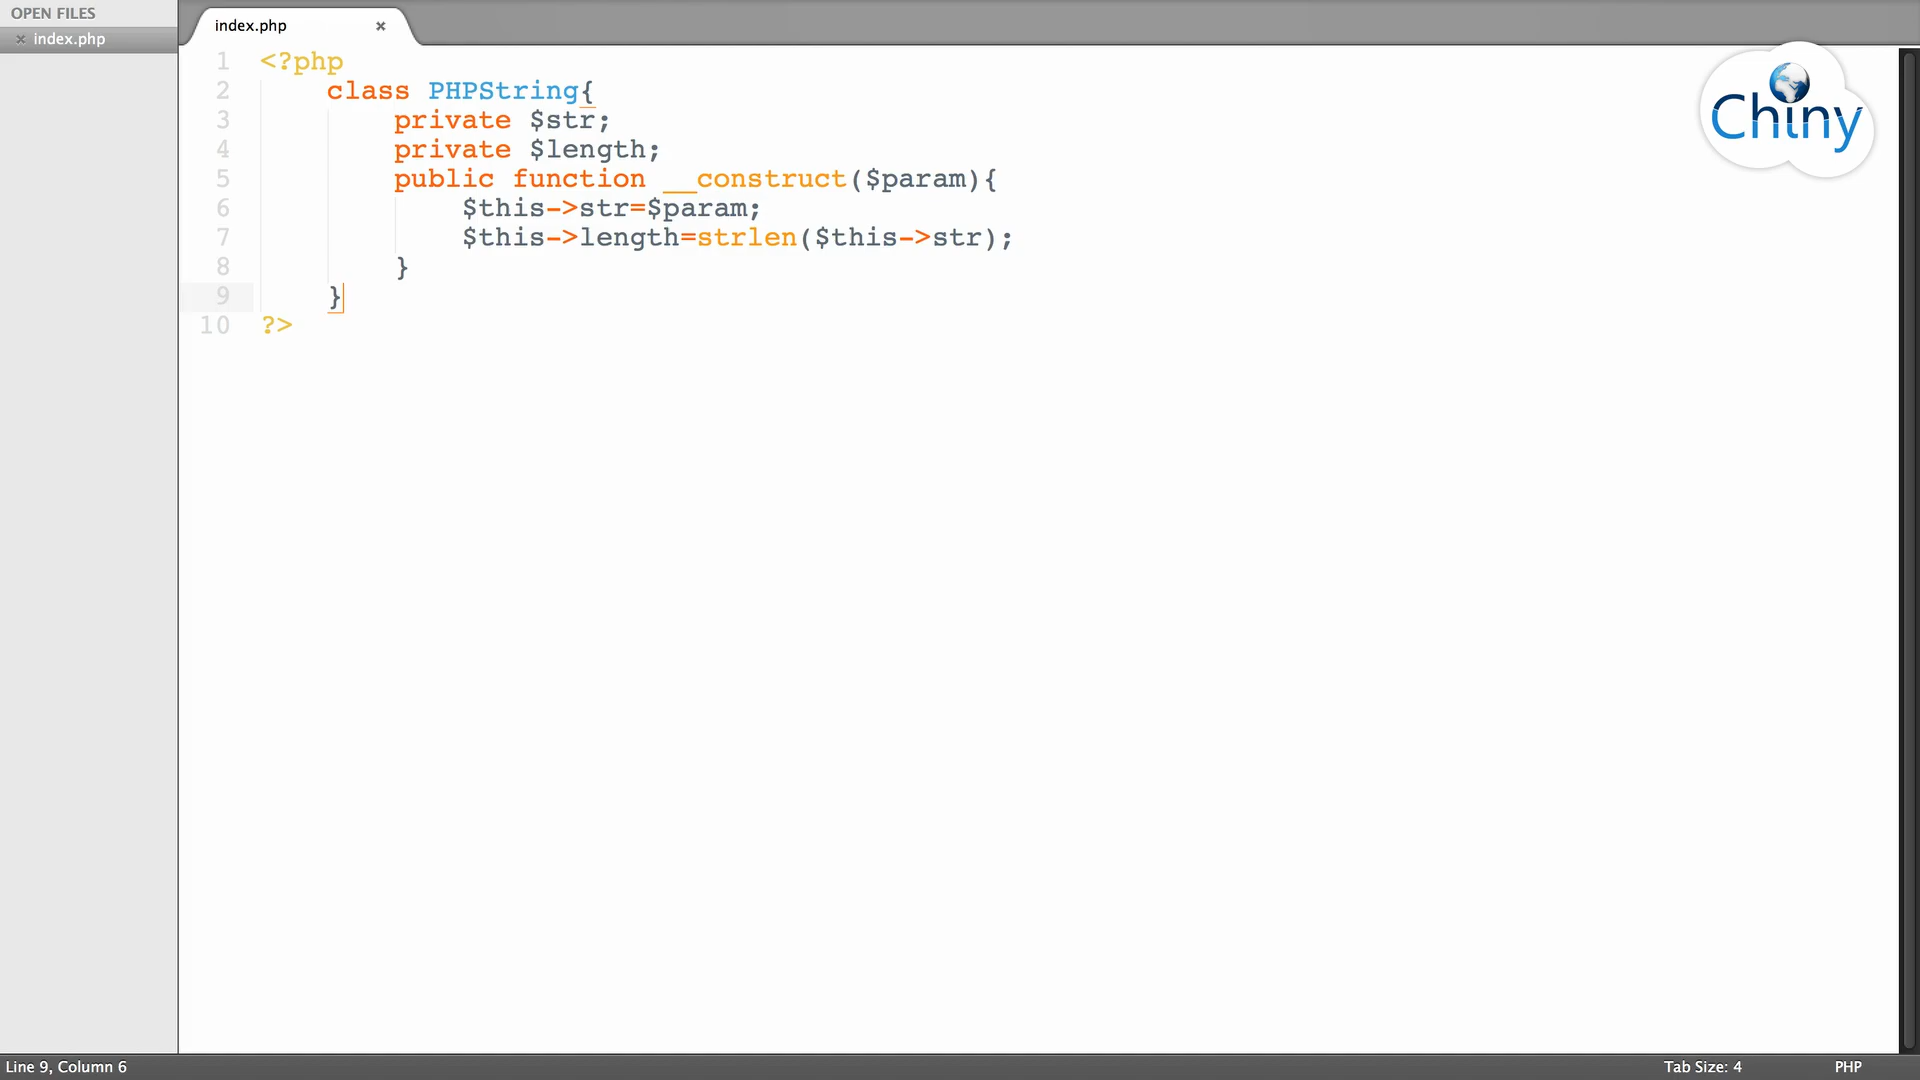 OPEN FILES
index.php
index.php
Chiny
1 <?php
2 class PHPString{
3 private $str;
4 private $length;
5 public function __construct($param){
6 $this->str=$param;
7 $this->length=strlen($this->str);
8 }
9 }
10 ?>
Line 9, Column 6
Tab Size: 4
PHP